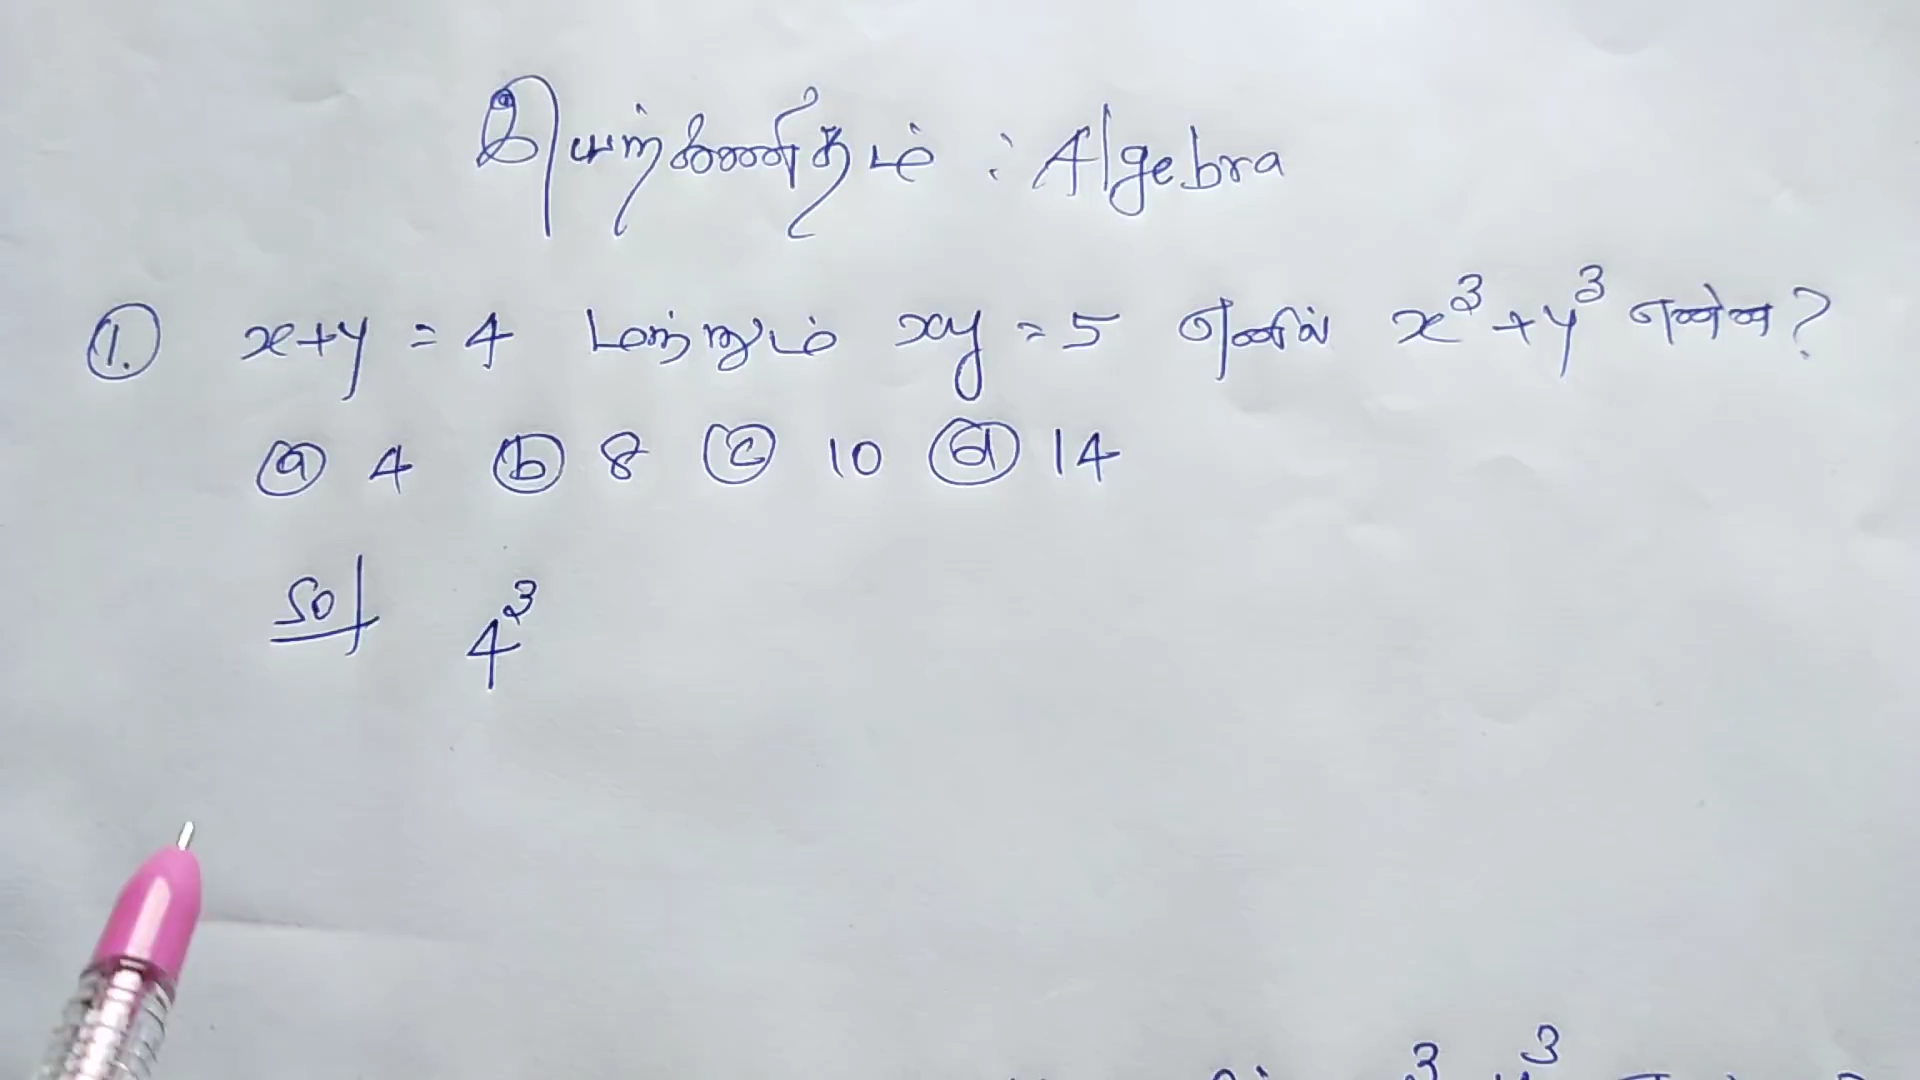 இயற்கணிதம் : Algebra
1. x+y = 4 மற்றும் xy = 5 எனில் x³+y³ என்ன?
a 4 b 8 c 10 d 14
Sol 4³